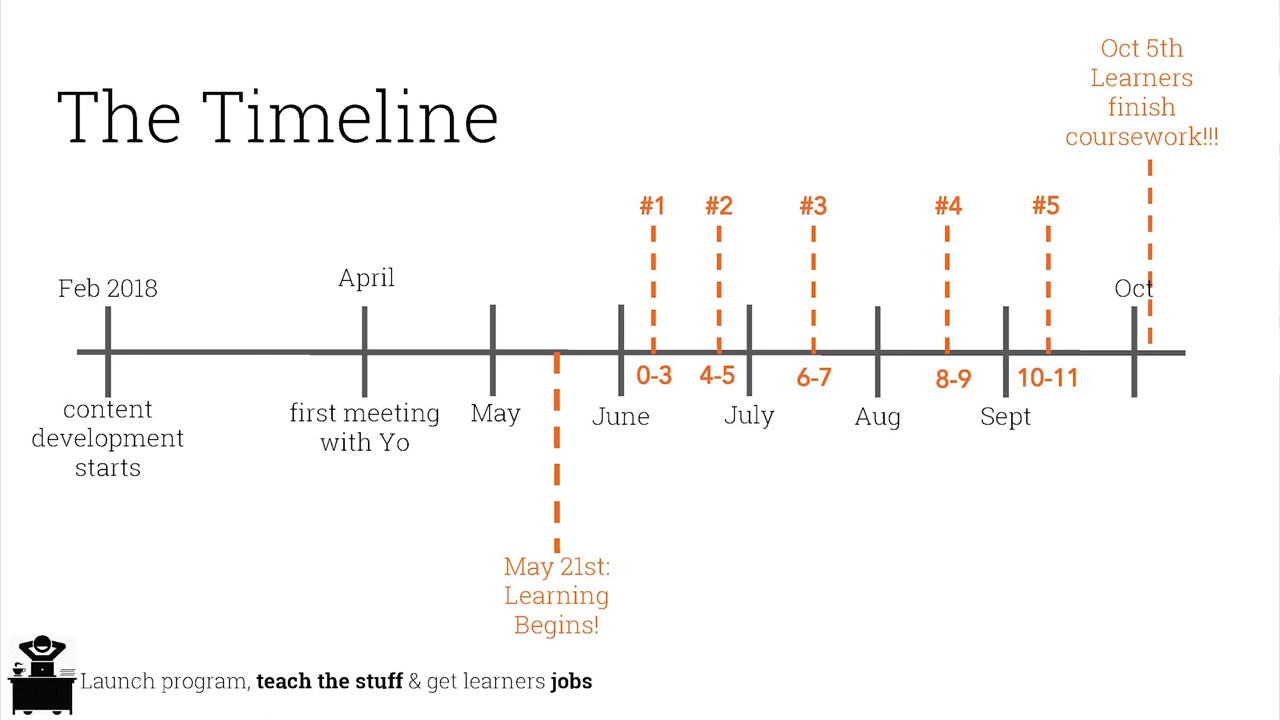 The Timeline
Oct 5th
Learners
finish
coursework!!!
#1 #2 #3 #4 #5
Feb 2018
April
Oct
0-3 4-5 6-7 8-9 10-11
content
development
starts
first meeting
with Yo
May
June
July
Aug
Sept
May 21st:
Learning
Begins!
Launch program, teach the stuff & get learners jobs